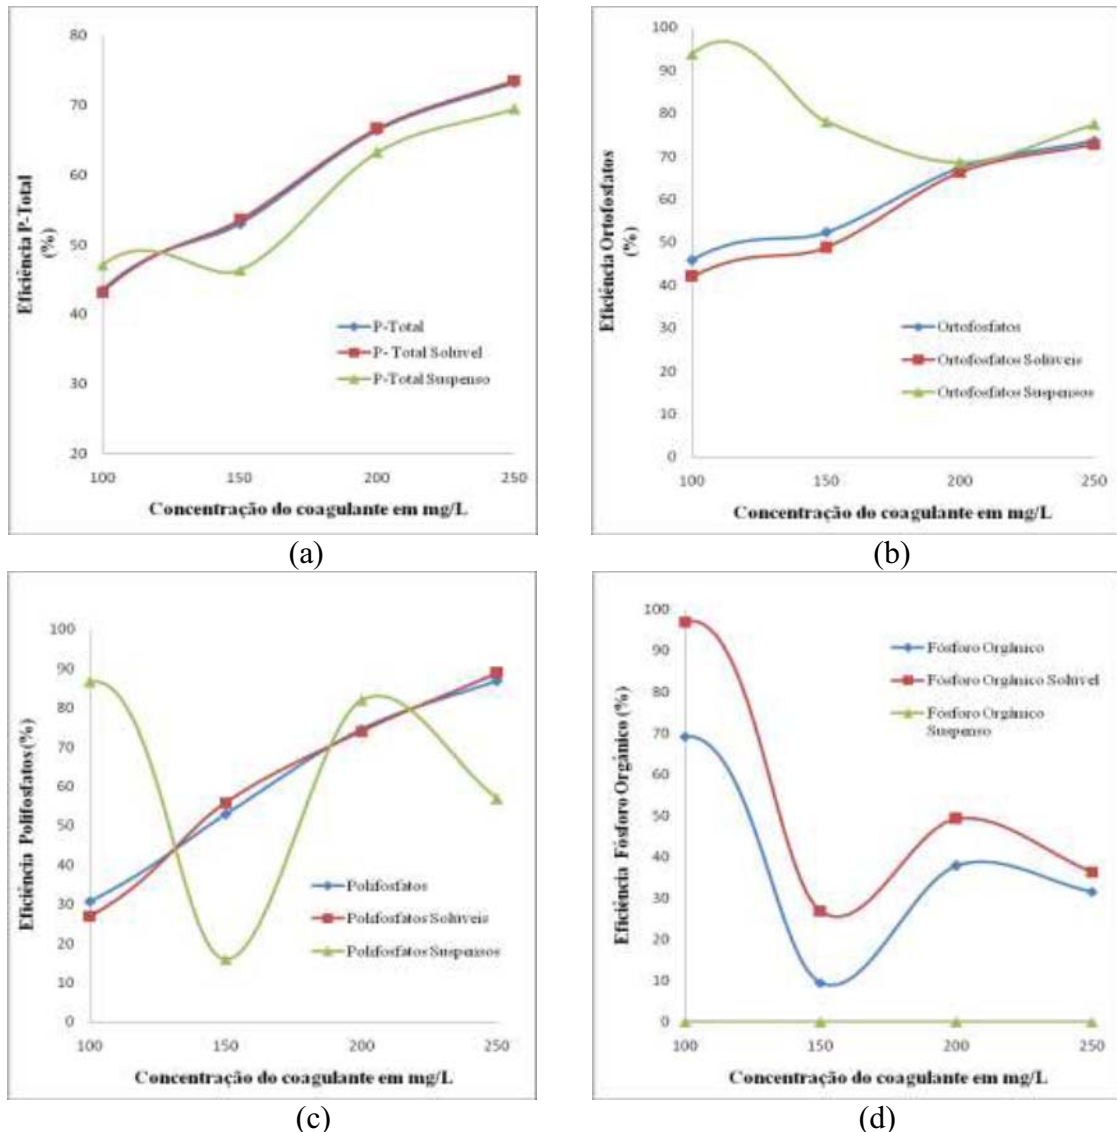 80
70
60
50
40
30
20
Eficiência P-Total
(%)
P-Total
P- Total Solúvel
P-Total Suspenso
100 150 200 250
Concentração do coagulante em mg/L
(a)
100
90
80
70
60
50
40
30
20
10
0
Eficiência Ortofosfatos
(%)
Ortofosfatos
Ortofosfatos Solúveis
Ortofosfatos Suspensos
100 150 200 250
Concentração do coagulante em mg/L
(b)
100
90
80
70
60
50
40
30
20
10
0
Eficiência Polifosfatos (%)
Polifosfatos
Polifosfatos Solúveis
Polifosfatos Suspensos
100 150 200 250
Concentração do coagulante em mg/L
(c)
100
90
80
70
60
50
40
30
20
10
0
Eficiência Fósforo Orgânico (%)
Fósforo Orgânico
Fósforo Orgânico Solúvel
Fósforo Orgânico
Suspenso
100 150 200 250
Concentração do coagulante em mg/L
(d)